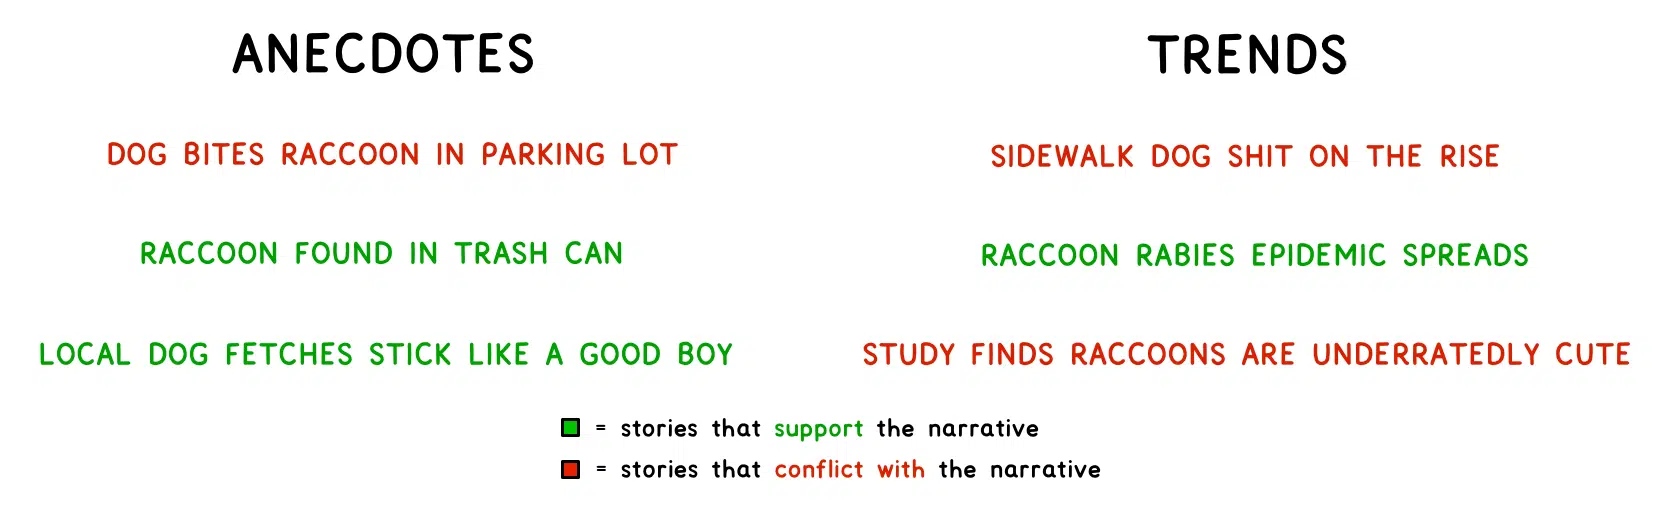 ANECDOTES
TRENDS
DOG BITES RACCOON IN PARKING LOT
SIDEWALK DOG SHIT ON THE RISE
RACCOON FOUND IN TRASH CAN
RACCOON RABIES EPIDEMIC SPREADS
LOCAL DOG FETCHES STICK LIKE A GOOD BOY
STUDY FINDS RACCOONS ARE UNDERRATEDLY CUTE
= stories that support the narrative
= stories that conflict with the narrative